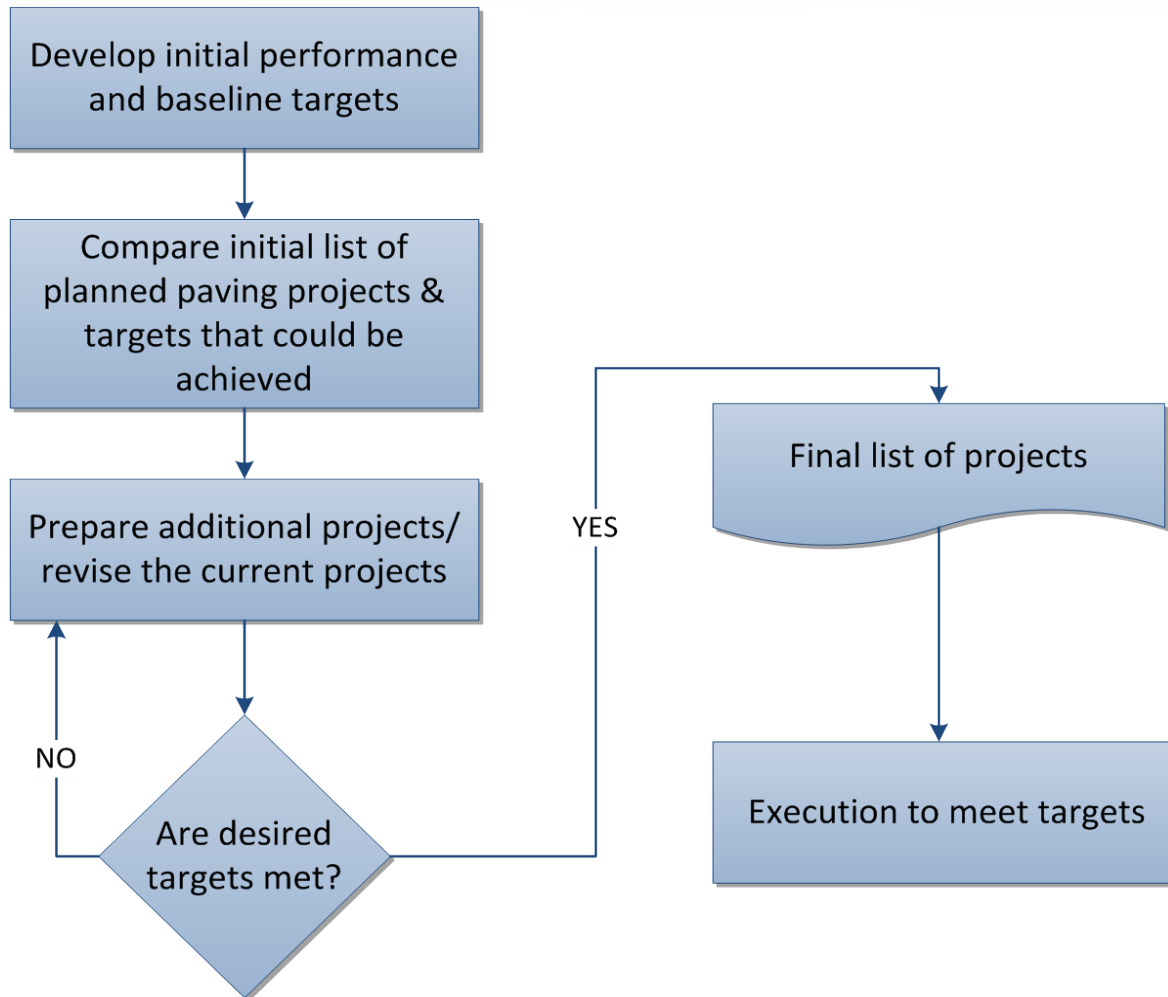 Develop initial performance
and baseline targets
Compare initial list of
planned paving projects &
targets that could be
achieved
Prepare additional projects/
revise the current projects
NO
Are desired
targets met?
YES
Final list of projects
Execution to meet targets